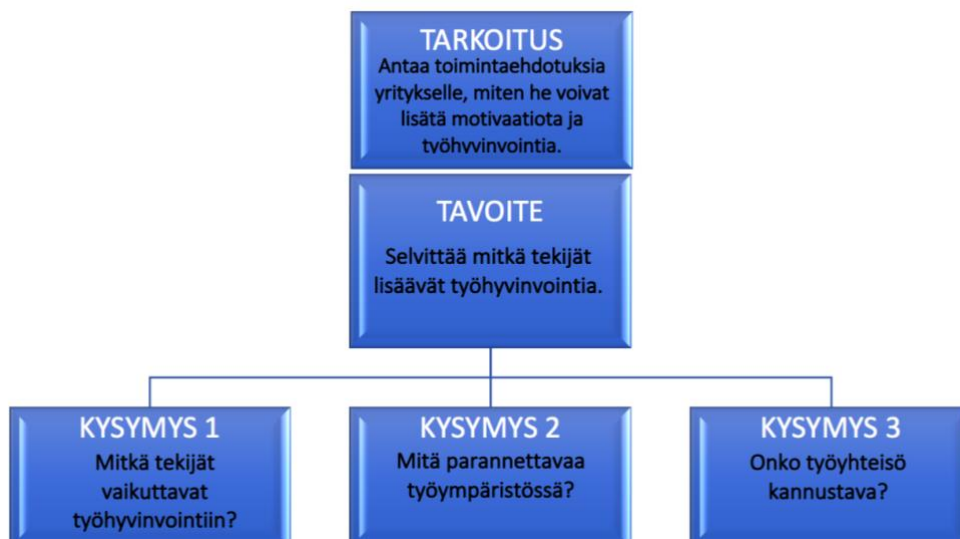 TARKOITUS
Antaa toimintaehdotuksia
yritykselle, miten he voivat
lisätä motivaatiota ja
työhyvinvointia.
TAVOITE
Selvittää mitkä tekijät
lisäävät työhyvinvointia.
KYSYMYS 1
Mitkä tekijät
vaikuttavat
työhyvinvointiin?
KYSYMYS 2
Mitä parannettavaa
työympäristössä?
KYSYMYS 3
Onko työyhteisö
kannustava?